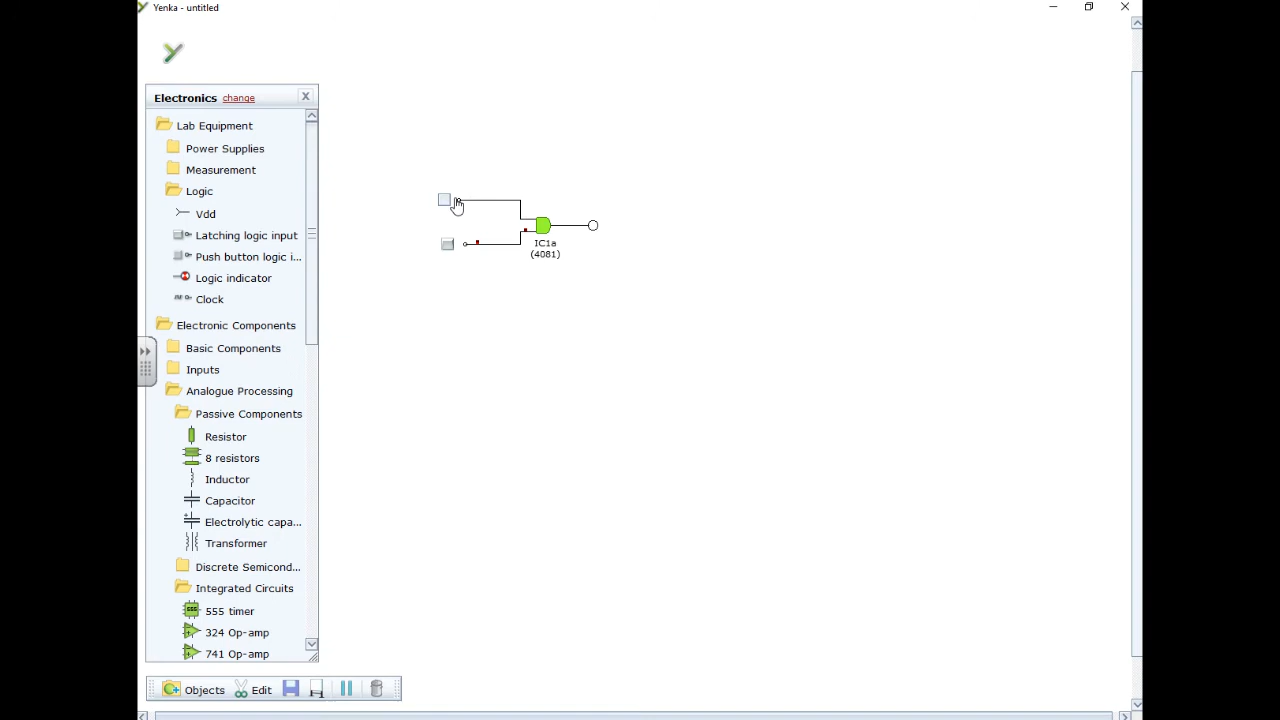 Yenka - untitled
Electronics change
Lab Equipment
Power Supplies
Measurement
Logic
Vdd
Latching logic input
Push button logic i...
Logic indicator
Clock
Electronic Components
Basic Components
Inputs
Analogue Processing
Passive Components
Resistor
8 resistors
Inductor
Capacitor
Electrolytic capa...
Transformer
Discrete Semicond...
Integrated Circuits
555 timer
324 Op-amp
741 Op-amp
IC1a
(4081)
Objects Edit